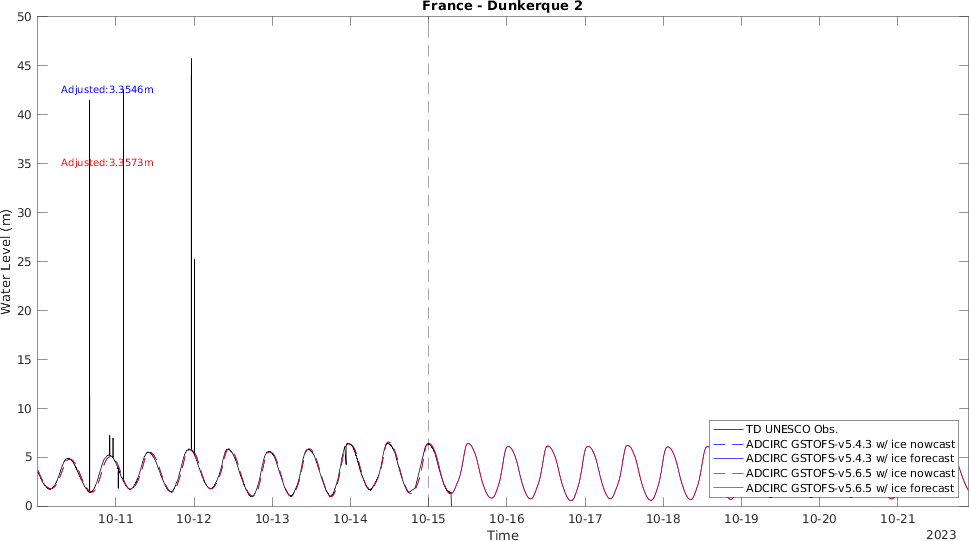 France - Dunkerque 2
50
45
40
35
30
25
20
15
10
5
0
Water Level (m)
Adjusted:3.3546m
Adjusted:3.3573m
TD UNESCO Obs.
ADCIRC GSTOFS-v5.4.3 w/ ice nowcast
ADCIRC GSTOFS-v5.4.3 w/ ice forecast
ADCIRC GSTOFS-v5.6.5 w/ ice nowcast
ADCIRC GSTOFS-v5.6.5 w/ ice forecast
10-11 10-12 10-13 10-14 10-15 10-16 10-17 10-18 10-19 10-20 10-21
Time
2023